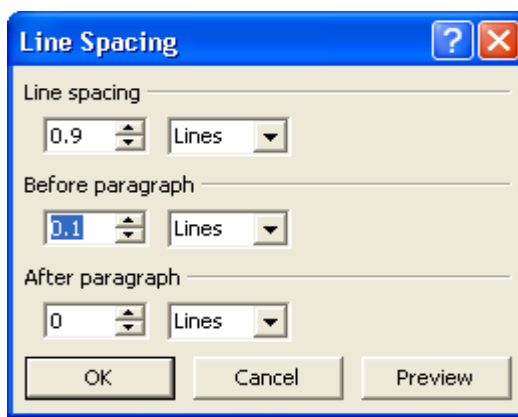 Line Spacing ?
Line spacing
0.9 Lines
Before paragraph
0.1 Lines
After paragraph
0 Lines
OK Cancel Preview